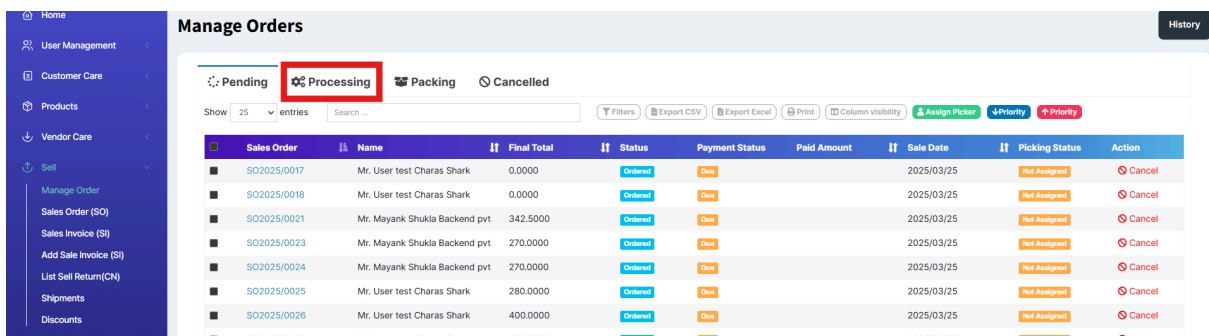 Home
User Management
Customer Care
Products
Vendor Care
Sell
Manage Order
Sales Order (SO)
Sales Invoice (SI)
Add Sale Invoice (SI)
List Sell Return(CN)
Shipments
Discounts
Manage Orders
History
Pending Processing Packing Cancelled
Show 25 entries Search ... Filters Export CSV Export Excel Print Column visibility Assign Picker Priority Priority
Sales Order Name Final Total Status Payment Status Paid Amount Sale Date Picking Status Action
SO2025/0017 Mr. User test Charas Shark 0.0000 Ordered Due 2025/03/25 Not Assigned Cancel
SO2025/0018 Mr. User test Charas Shark 0.0000 Ordered Due 2025/03/25 Not Assigned Cancel
SO2025/0021 Mr. Mayank Shukla Backend pvt 342.5000 Ordered Due 2025/03/25 Not Assigned Cancel
SO2025/0023 Mr. Mayank Shukla Backend pvt 270.0000 Ordered Due 2025/03/25 Not Assigned Cancel
SO2025/0024 Mr. Mayank Shukla Backend pvt 270.0000 Ordered Due 2025/03/25 Not Assigned Cancel
SO2025/0025 Mr. User test Charas Shark 280.0000 Ordered Due 2025/03/25 Not Assigned Cancel
SO2025/0026 Mr. User test Charas Shark 400.0000 Ordered Due 2025/03/25 Not Assigned Cancel